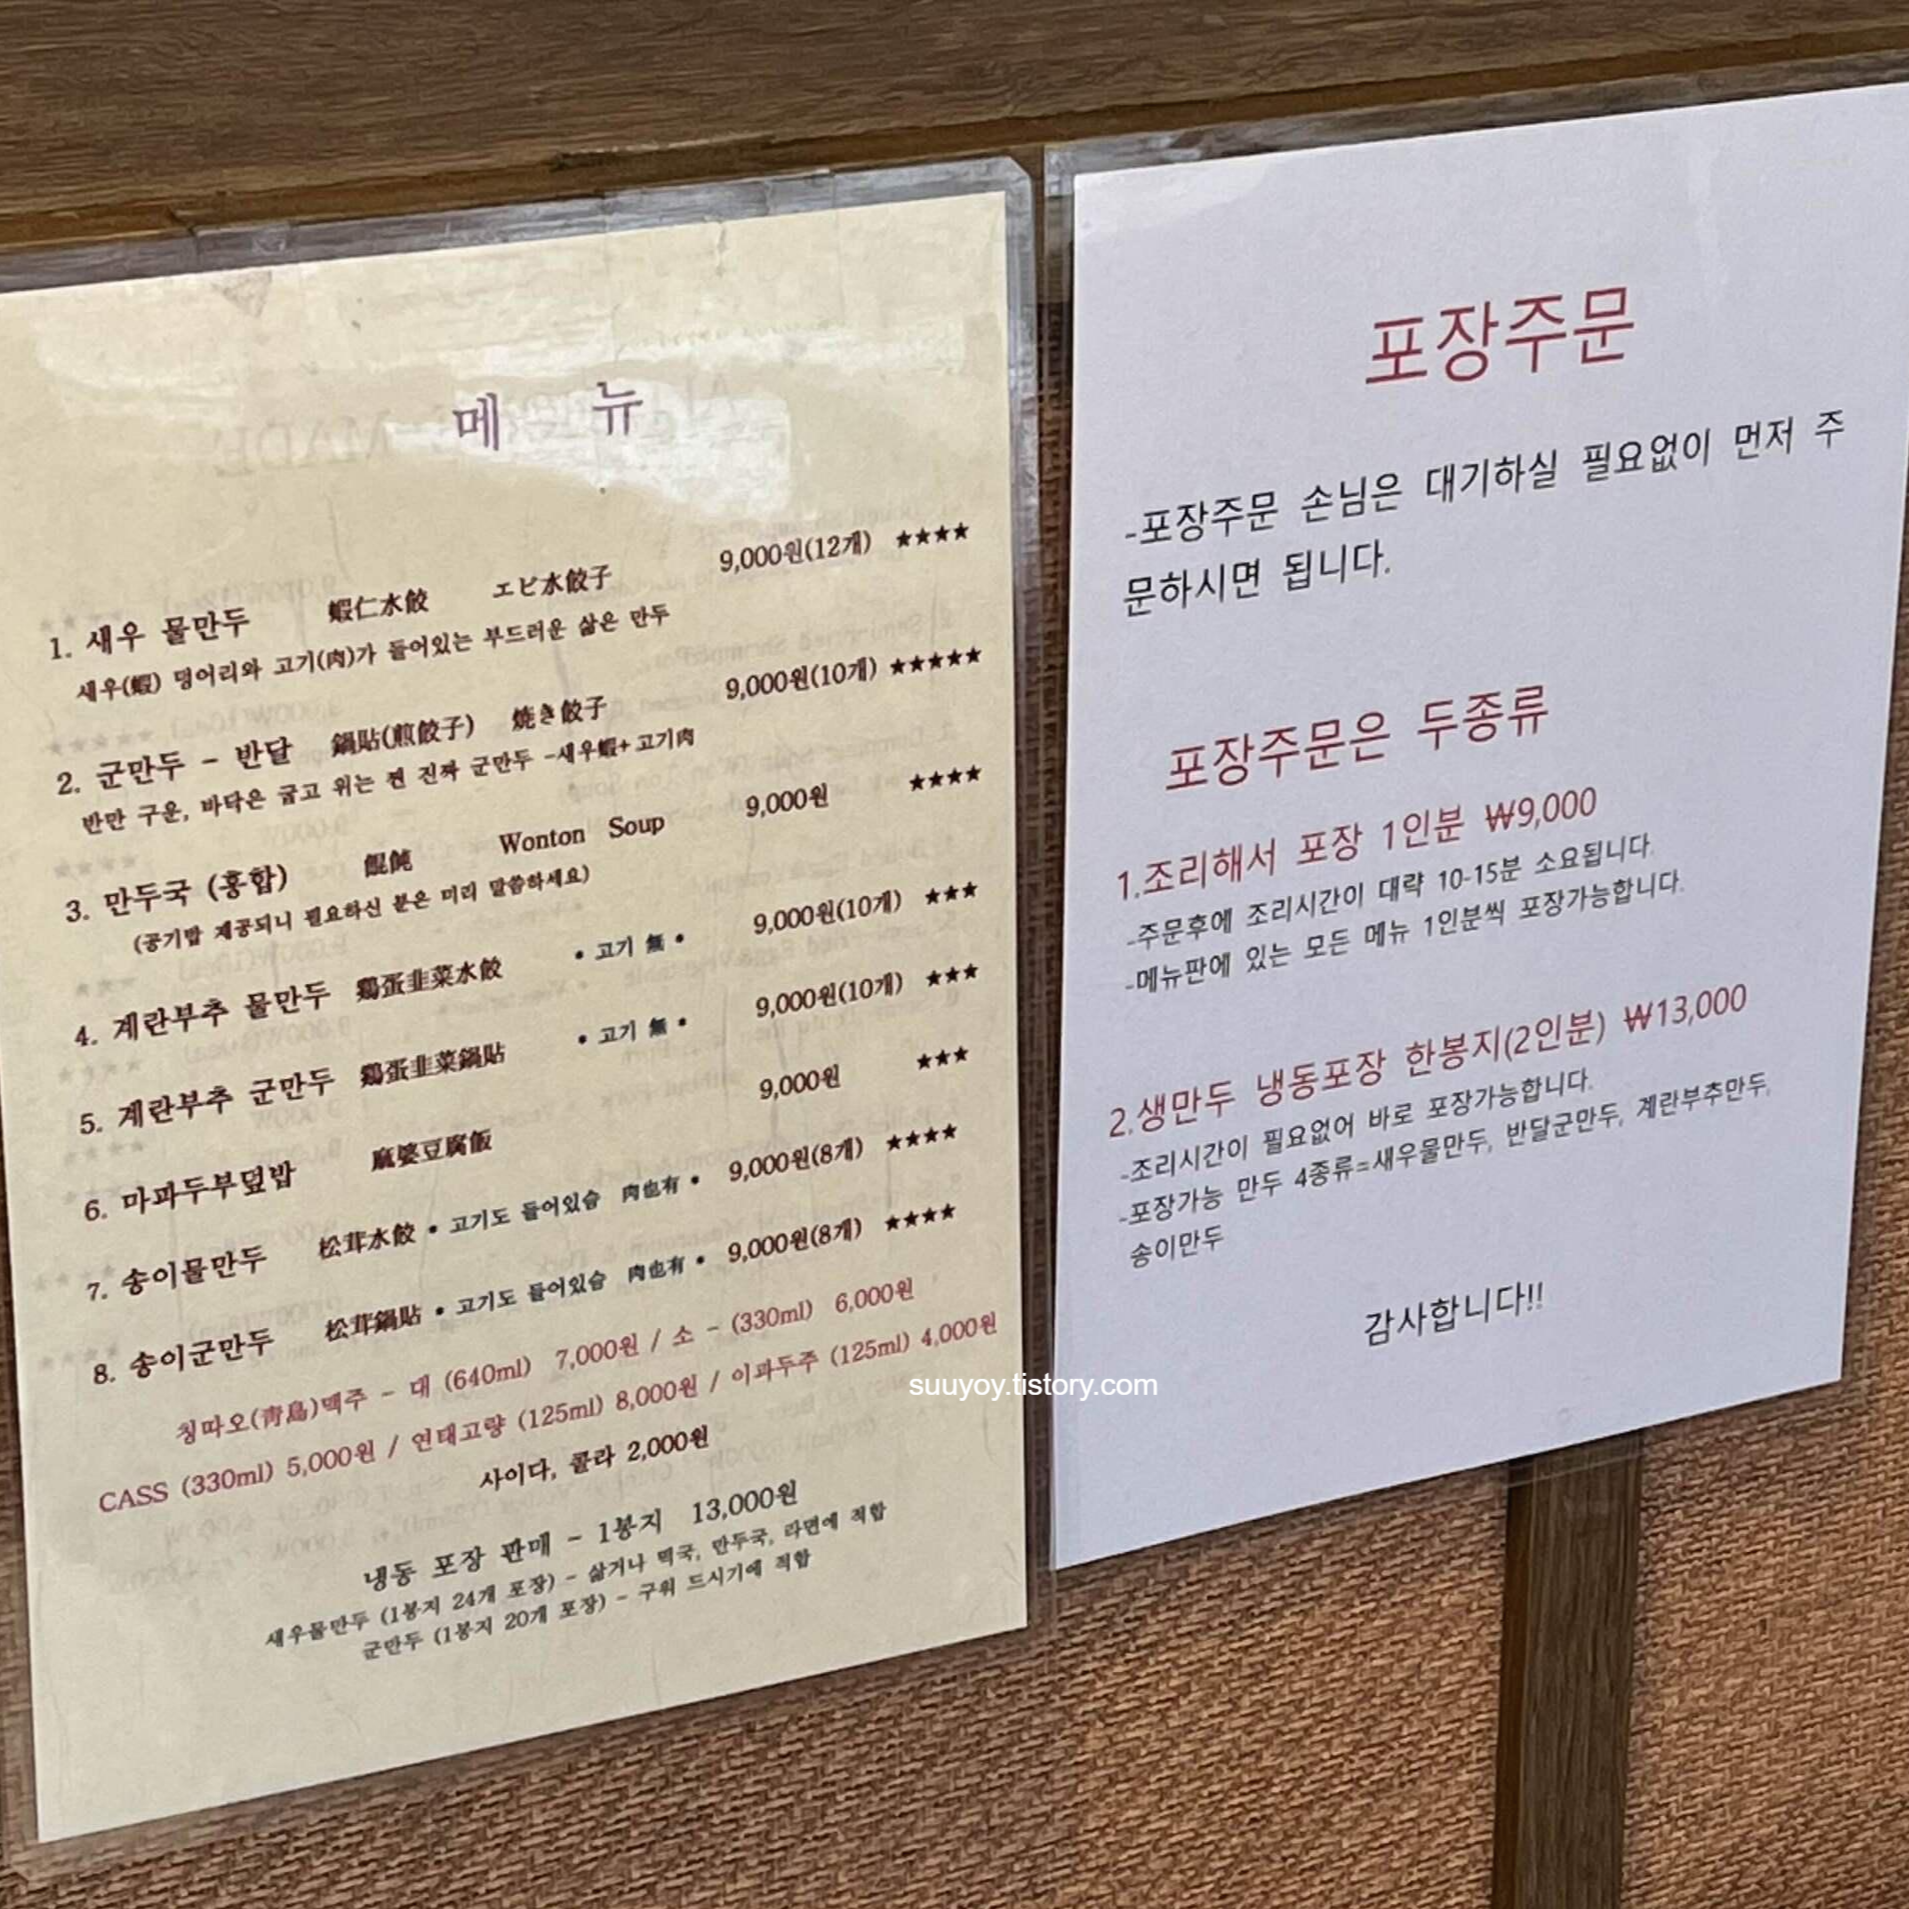 메 뉴
1. 새우 물만두 蝦仁水餃 エビ水餃子 9,000원(12개) ★★★★
새우(蝦) 덩어리와 고기(肉)가 들어있는 부드러운 삶은 만두
2. 군만두 - 반달 鍋貼(煎餃子) 焼き餃子 9,000원(10개) ★★★★★
반만 구운, 바닥은 굽고 위는 찐 진짜 군만두 -새우蝦+고기肉
3. 만두국 (홍합) 餛飩 Wonton Soup 9,000원 ★★★★
(공기밥 제공되니 필요하신 분은 미리 말씀하세요)
4. 계란부추 물만두 鷄蛋韭菜水餃 • 고기 無 • 9,000원(10개) ★★★
5. 계란부추 군만두 鷄蛋韭菜鍋貼 • 고기 無 • 9,000원(10개) ★★★
6. 마파두부덮밥 麻婆豆腐飯 9,000원 ★★★
7. 송이물만두 松茸水餃 • 고기도 들어있슴 肉也有 • 9,000원(8개) ★★★★
8. 송이군만두 松茸鍋貼 • 고기도 들어있슴 肉也有 • 9,000원(8개) ★★★★
칭따오(靑島)맥주 - 대 (640ml) 7,000원 / 소 - (330ml) 6,000원
CASS (330ml) 5,000원 / 연태고량 (125ml) 8,000원 / 이과두주 (125ml) 4,000원
사이다, 콜라 2,000원
냉동 포장 판매 - 1봉지 13,000원
새우물만두 (1봉지 24개 포장) - 삶거나 떡국, 만두국, 라면에 적합
군만두 (1봉지 20개 포장) - 구워 드시기에 적합
포장주문
-포장주문 손님은 대기하실 필요없이 먼저 주
문하시면 됩니다.
포장주문은 두종류
1.조리해서 포장 1인분 ₩9,000
-주문후에 조리시간이 대략 10-15분 소요됩니다.
-메뉴판에 있는 모든 메뉴 1인분씩 포장가능합니다.
2.생만두 냉동포장 한봉지(2인분) ₩13,000
-조리시간이 필요없어 바로 포장가능합니다.
-포장가능 만두 4종류=새우물만두, 반달군만두, 계란부추만두,
송이만두
감사합니다!!
suuyoy.tistory.com